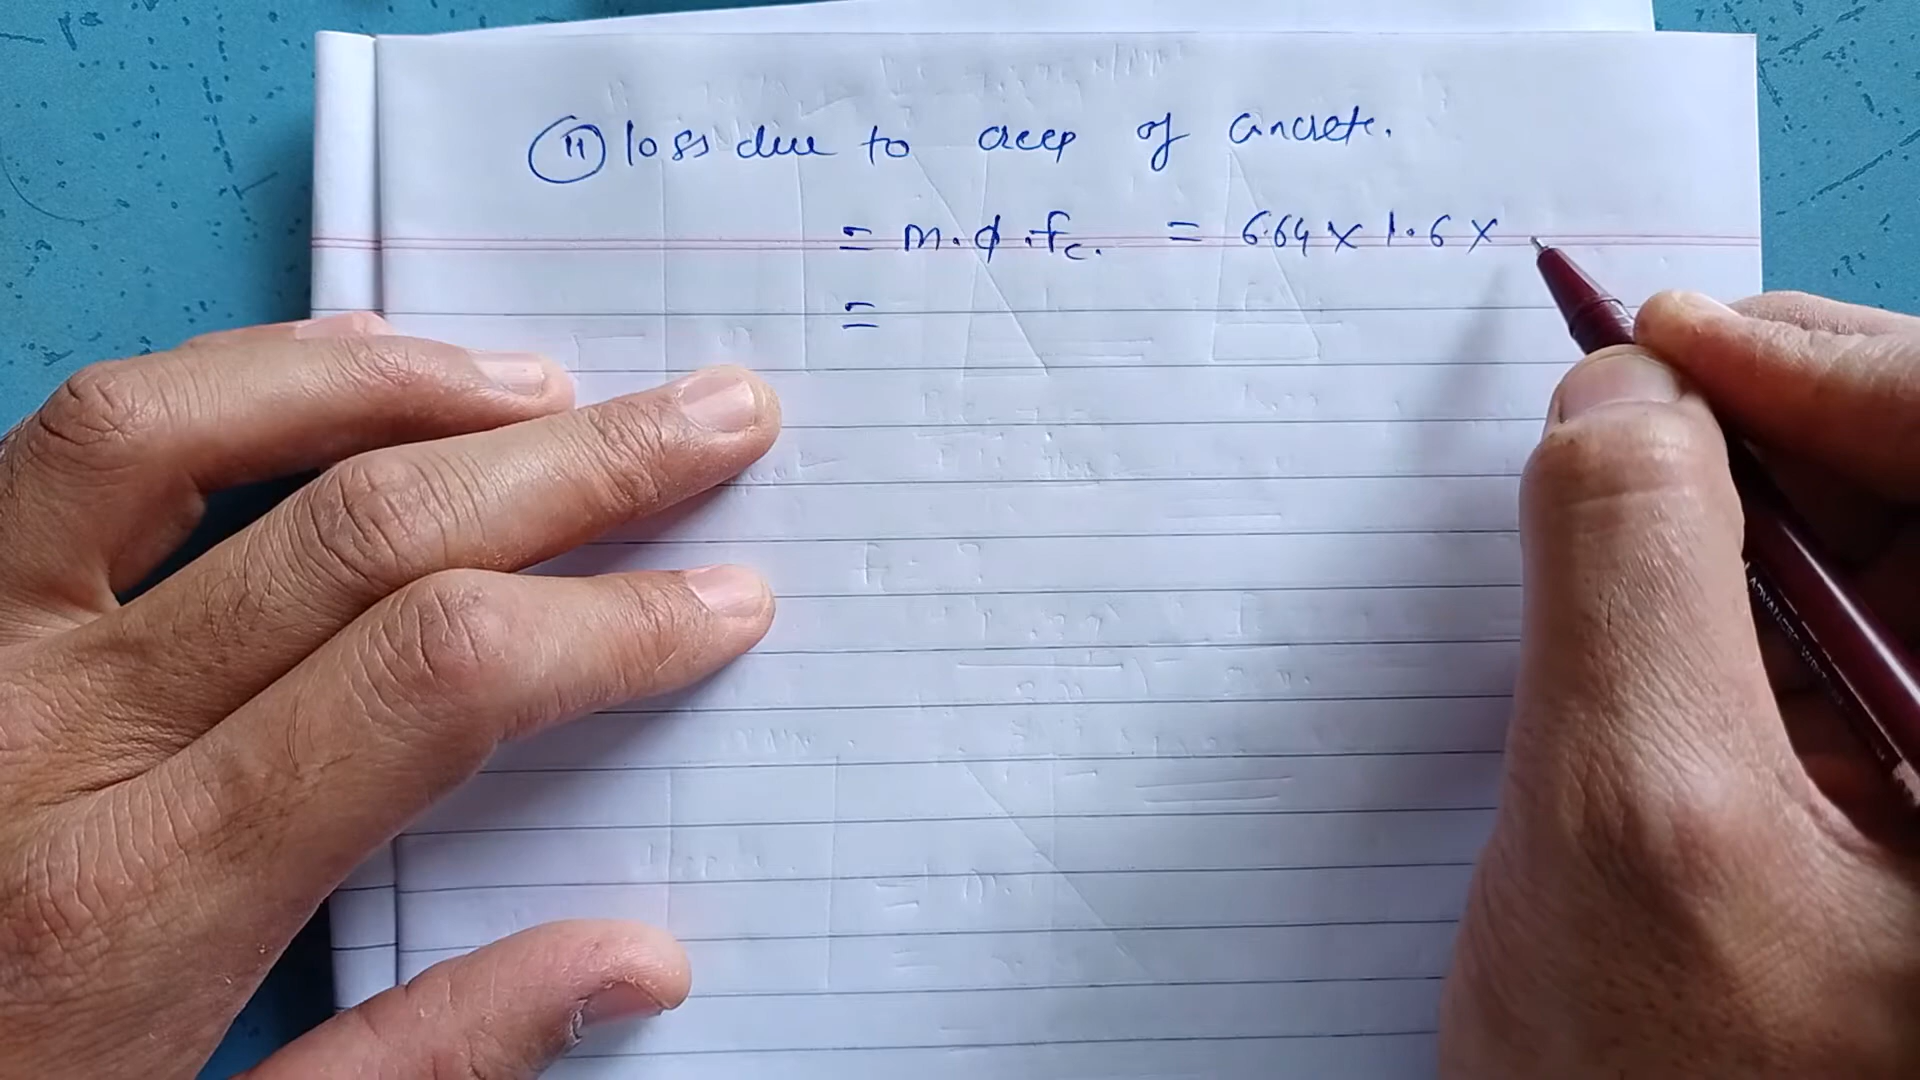 (ii) loss due to creep of concrete.
= m.ϕ.fc. = 6.64 × 1.6 ×
=